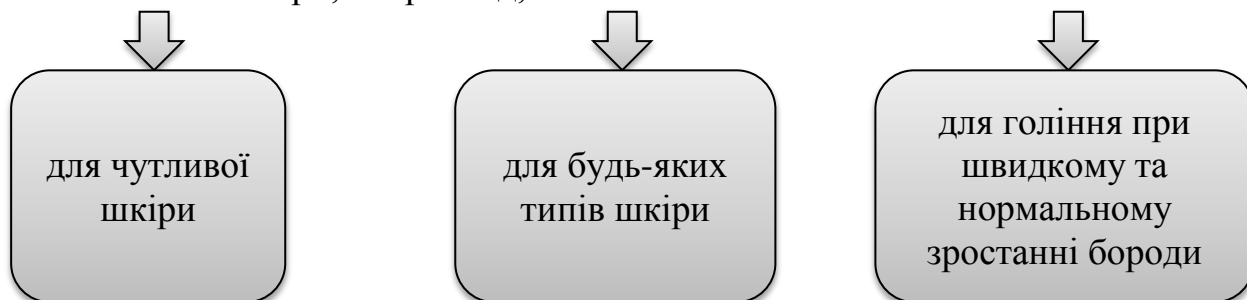 для чутливої
шкіри
для будь-яких
типів шкіри
для гоління при
швидкому та
нормальному
зростанні бороди